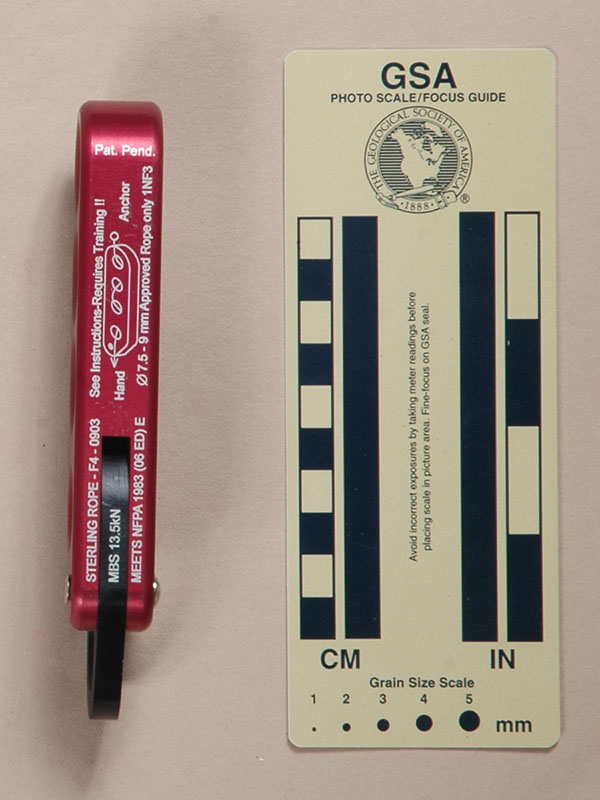 Pat. Pend.
See Instructions-Requires Training !!
Hand
Anchor
Ø 7.5 - 9 mm Approved Rope only 1NF3
STERLING ROPE - F4 - 0903
MBS 13.5kN
MEETS NFPA 1983 (06 ED) E
GSA
PHOTO SCALE/FOCUS GUIDE
THE GEOLOGICAL SOCIETY OF AMERICA
1888
®
Avoid incorrect exposures by taking meter readings before
placing scale in picture area. Fine-focus on GSA seal.
CM
IN
Grain Size Scale
1 2 3 4 5
mm